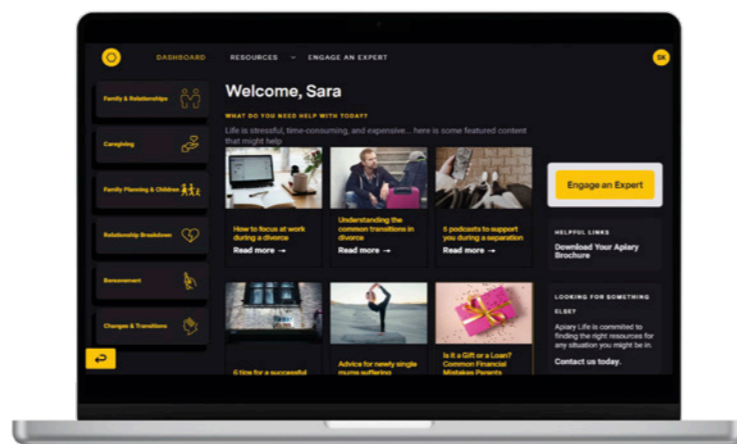 DASHBOARD
RESOURCES
ENGAGE AN EXPERT
SK
Family & Relationships
Caregiving
Family Planning & Children
Relationship Breakdown
Bereavement
Changes & Transitions
Welcome, Sara
WHAT DO YOU NEED HELP WITH TODAY?
Life is stressful, time-consuming, and expensive... here is some featured content
that might help
How to focus at work
during a divorce
Read more →
Understanding the
common transitions in
divorce
Read more →
5 podcasts to support
you during a separation
Read more →
6 tips for a successful
Advice for newly single
mums suffering
Is it a Gift or a Loan?
Common Financial
Mistakes Parents
Engage an Expert
HELPFUL LINKS
Download Your Apiary
Brochure
LOOKING FOR SOMETHING
ELSE?
Apiary Life is commited to
finding the right resources for
any situation you might be in.
Contact us today.